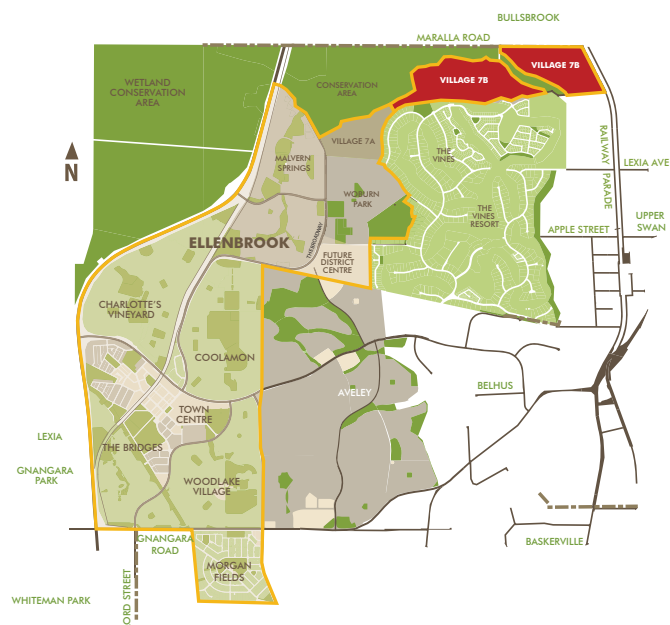 BULLSBROOK
MARALLA ROAD
VILLAGE 7B
VILLAGE 7B
WETLAND
CONSERVATION
AREA
CONSERVATION
AREA
VILLAGE 7A
THE
VINES
RAILWAY PARADE
LEXIA AVE
N
MALVERN
SPRINGS
WOBURN
PARK
THE
VINES
RESORT
UPPER
SWAN
APPLE STREET
ELLENBROOK
THE BROADWAY
FUTURE
DISTRICT
CENTRE
CHARLOTTE'S
VINEYARD
COOLAMON
AVELEY
BELHUS
TOWN
CENTRE
LEXIA
THE BRIDGES
GNANGARA
PARK
WOODLAKE
VILLAGE
GNANGARA
ROAD
BASKERVILLE
MORGAN
FIELDS
WHITEMAN PARK
ORD STREET